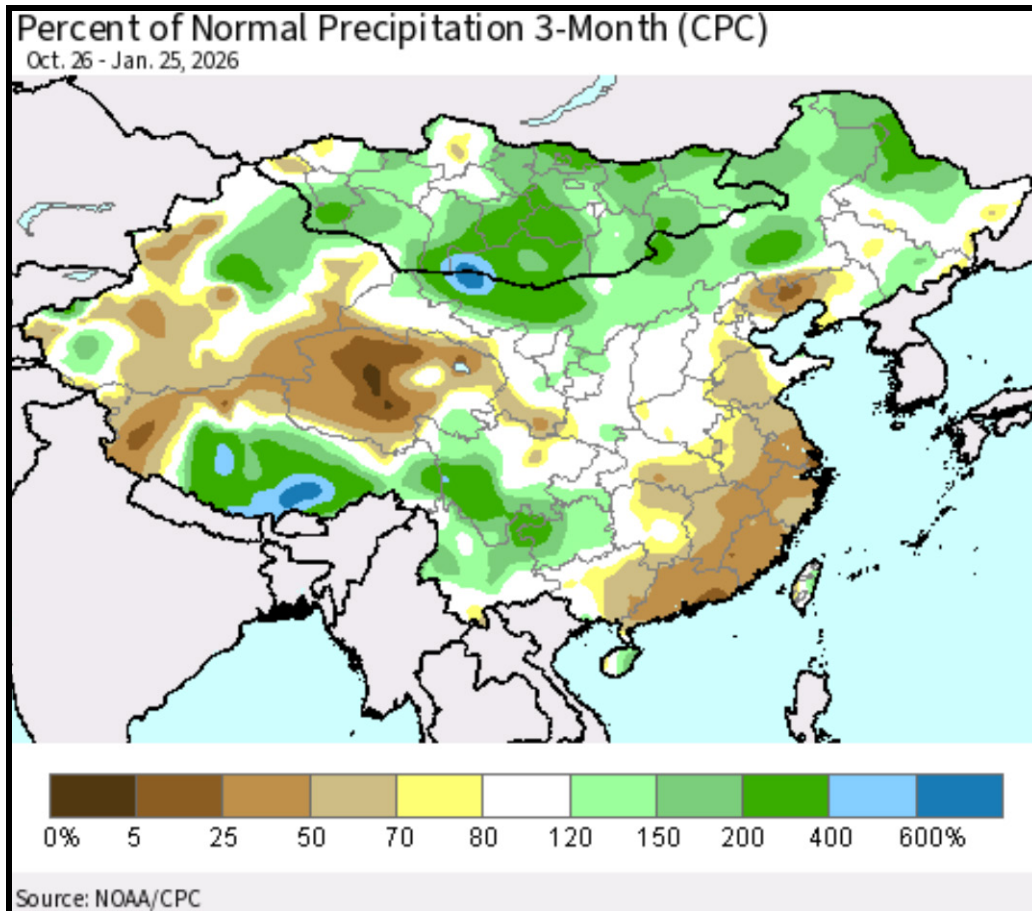 Percent of Normal Precipitation 3-Month (CPC)
Oct. 26 - Jan. 25, 2026
0% 5 25 50 70 80 120 150 200 400 600%
Source: NOAA/CPC